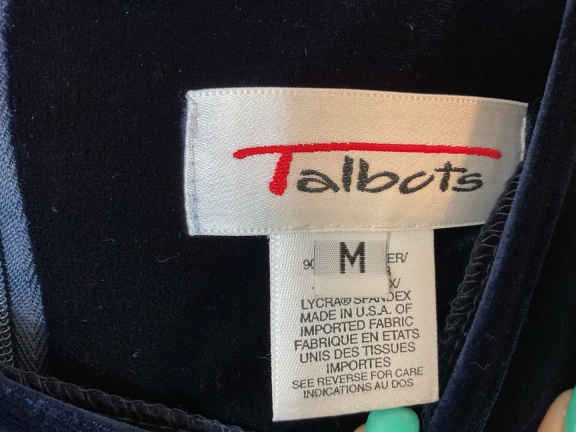 Talbots
M
LYCRA® SPANDEX
MADE IN U.S.A. OF
IMPORTED FABRIC
FABRIQUE EN ETATS
UNIS DES TISSUES
IMPORTES
SEE REVERSE FOR CARE
INDICATIONS AU DOS